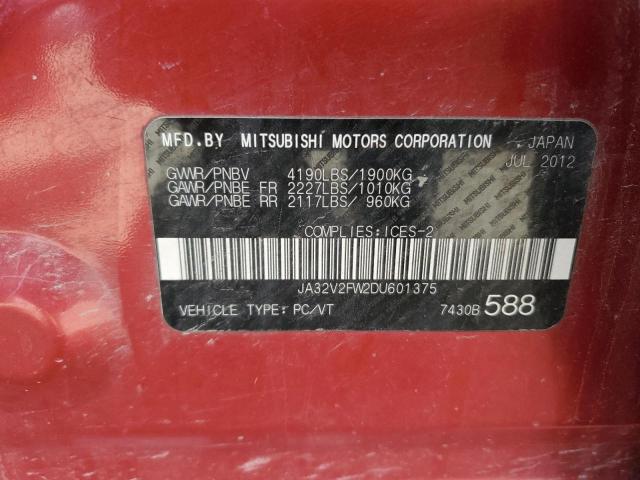 MFD.BY MITSUBISHI MOTORS CORPORATION JAPAN
JUL 2012
GWVR/PNBV 4190LBS/1900KG
GAWR/PNBE FR 2227LBS/1010KG
GAWR/PNBE RR 2117LBS/ 960KG
COMPLIES:ICES-2
JA32V2FW2DU601375
VEHICLE TYPE: PC/VT 7430B 588